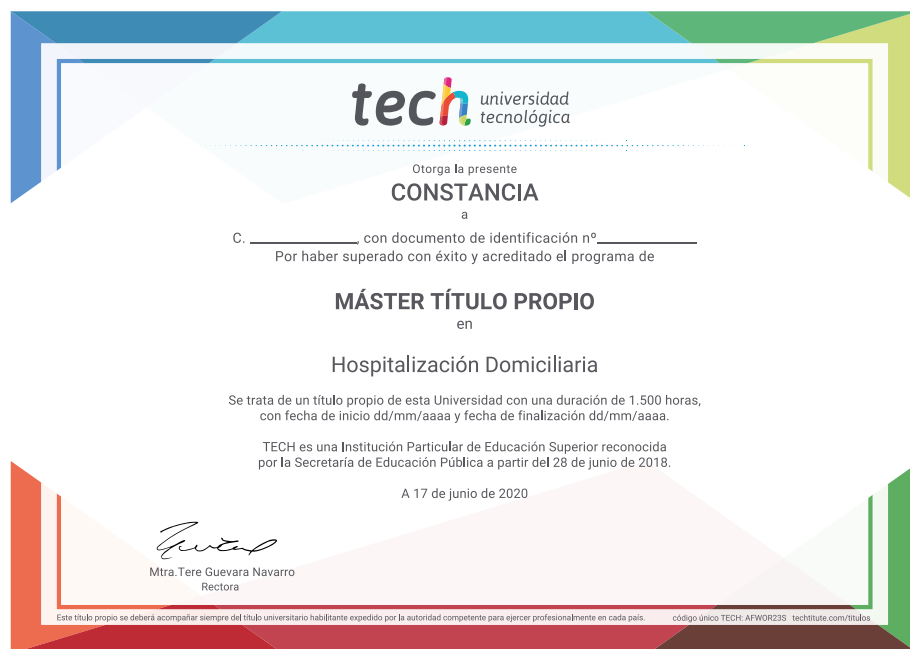 tech universidad
tecnológica
Otorga la presente
CONSTANCIA
a
C. ____________, con documento de identificación nº____________
Por haber superado con éxito y acreditado el programa de
MÁSTER TÍTULO PROPIO
en
Hospitalización Domiciliaria
Se trata de un título propio de esta Universidad con una duración de 1.500 horas,
con fecha de inicio dd/mm/aaaa y fecha de finalización dd/mm/aaaa.
TECH es una Institución Particular de Educación Superior reconocida
por la Secretaría de Educación Pública a partir del 28 de junio de 2018.
A 17 de junio de 2020
Mtra.Tere Guevara Navarro
Rectora
Este título propio se deberá acompañar siempre del título universitario habilitante expedido por la autoridad competente para ejercer profesionalmente en cada país. código único TECH: AFWOR23S techtitute.com/titulos